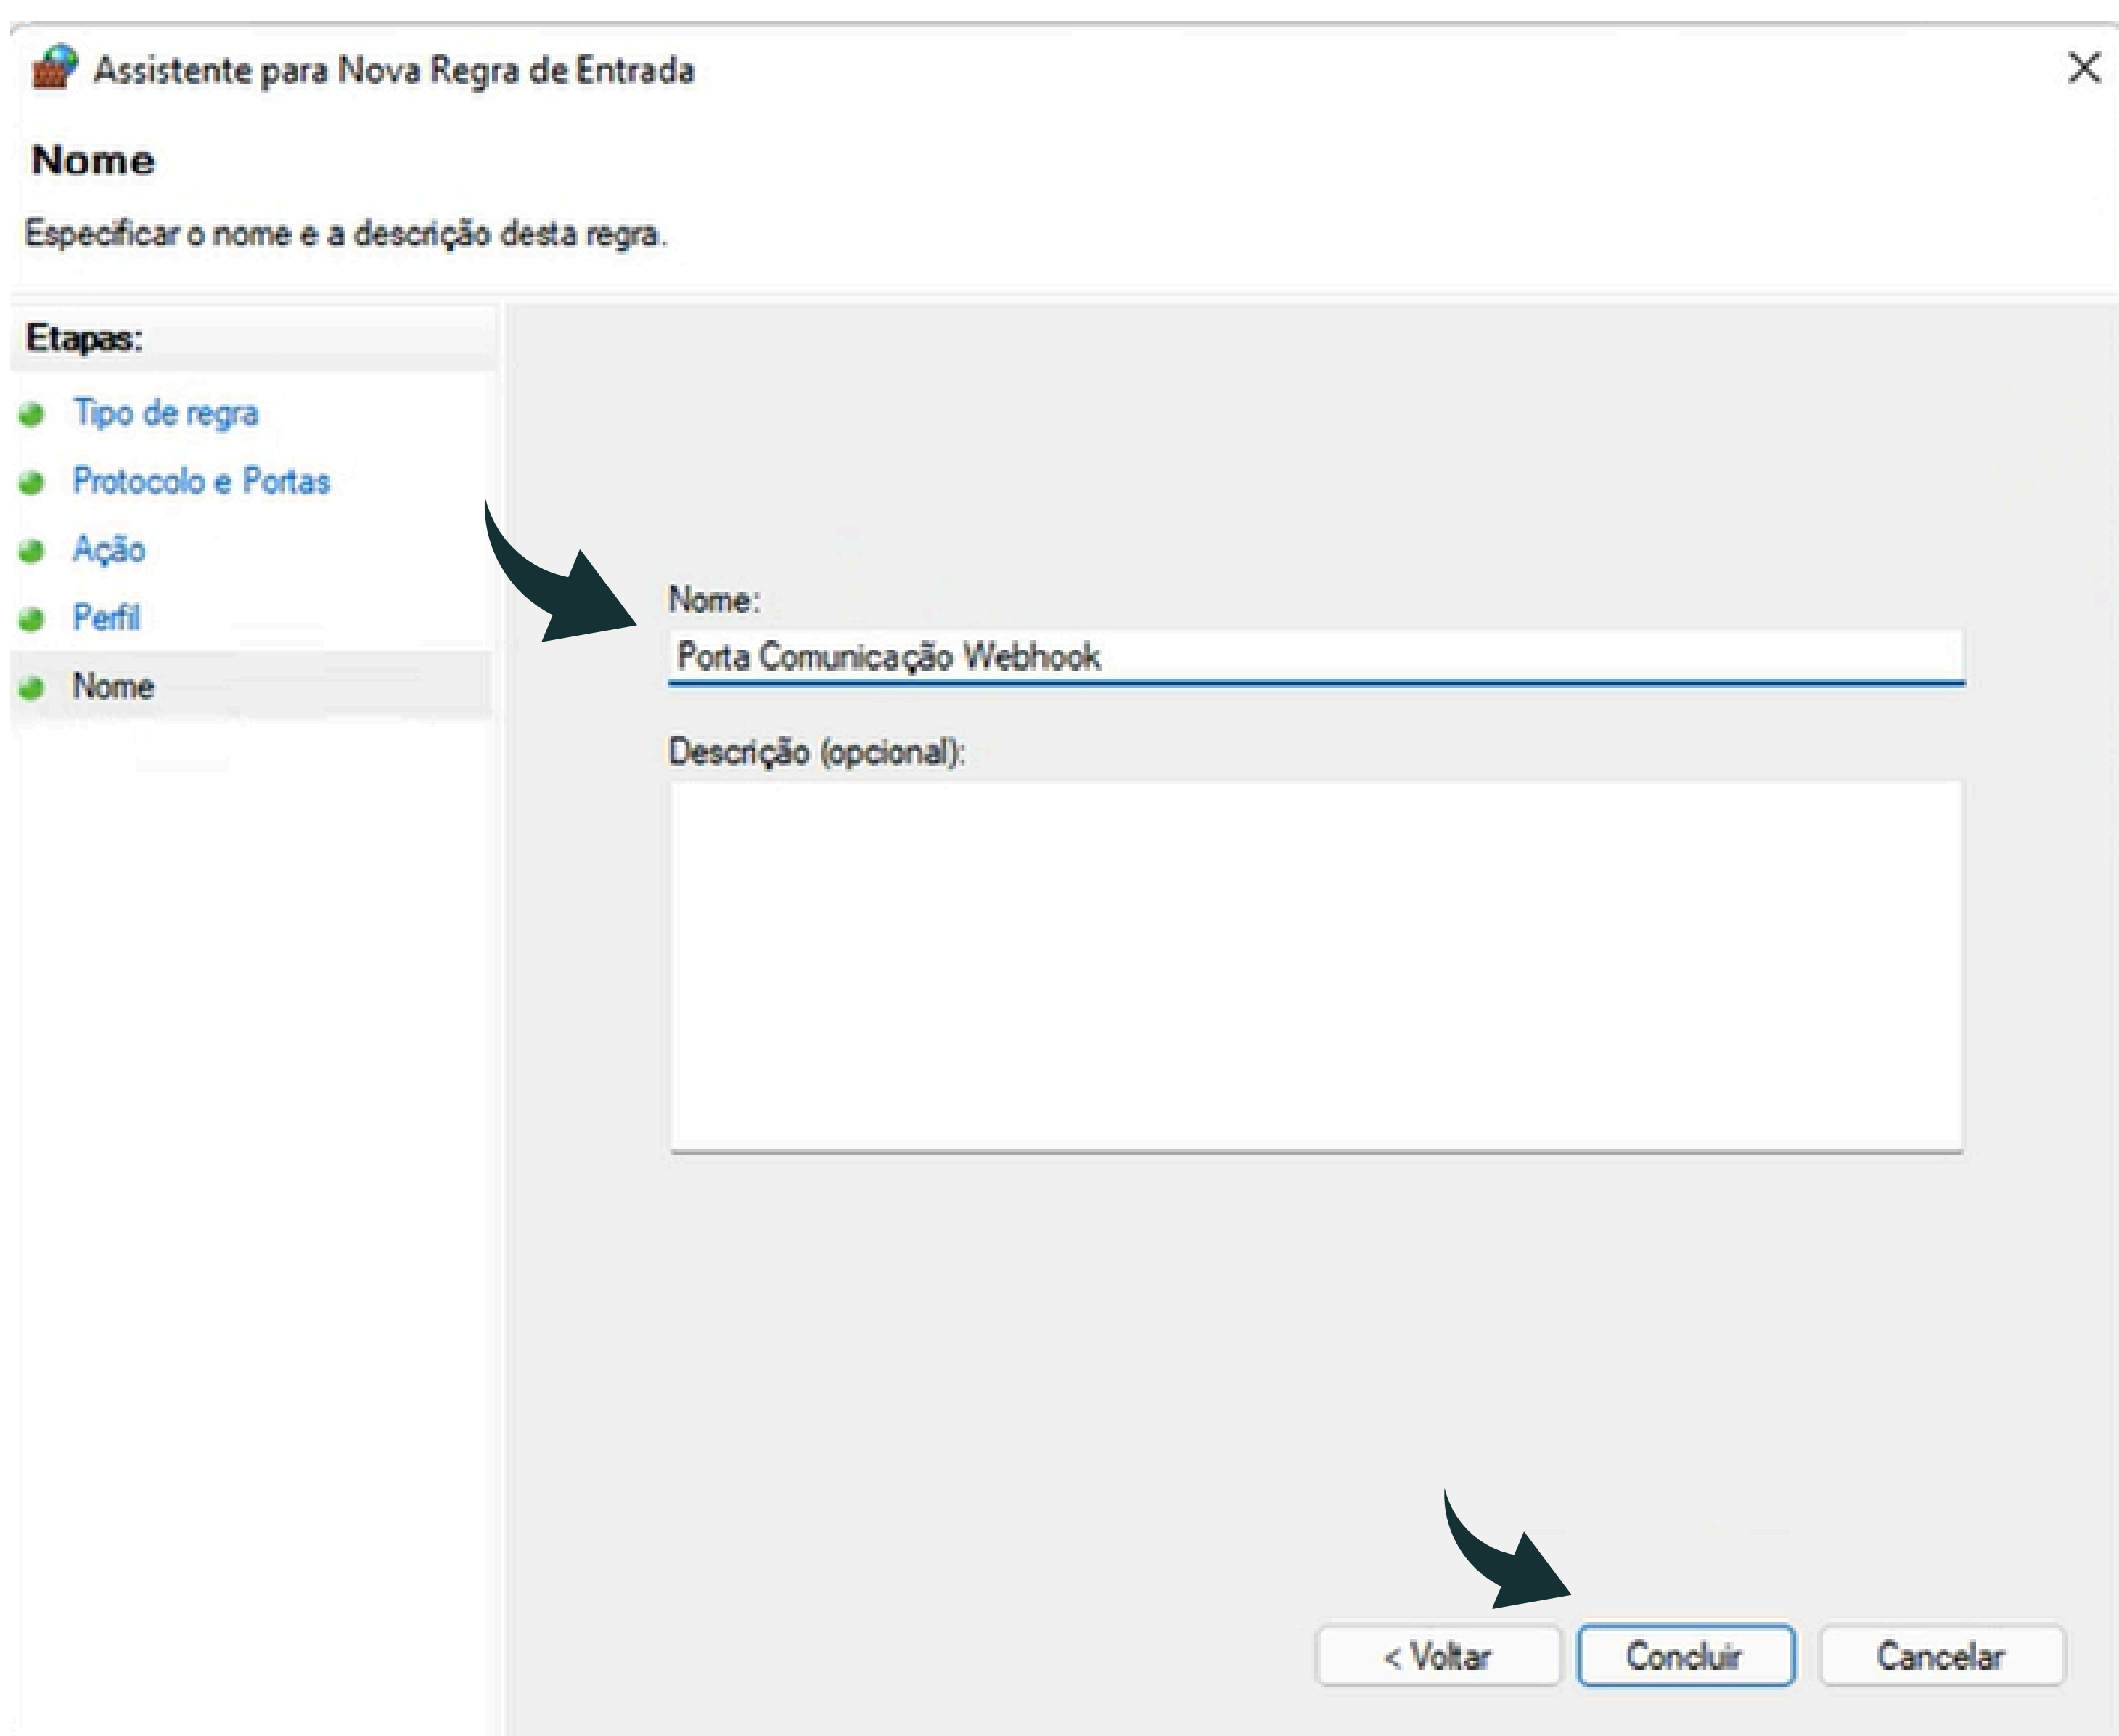 Assistente para Nova Regra de Entrada
Nome
Especificar o nome e a descrição desta regra.
Etapas:
Tipo de regra
Protocolo e Portas
Ação
Perfil
Nome
Nome:
Porta Comunicação Webhook
Descrição (opcional):
< Voltar
Concluir
Cancelar